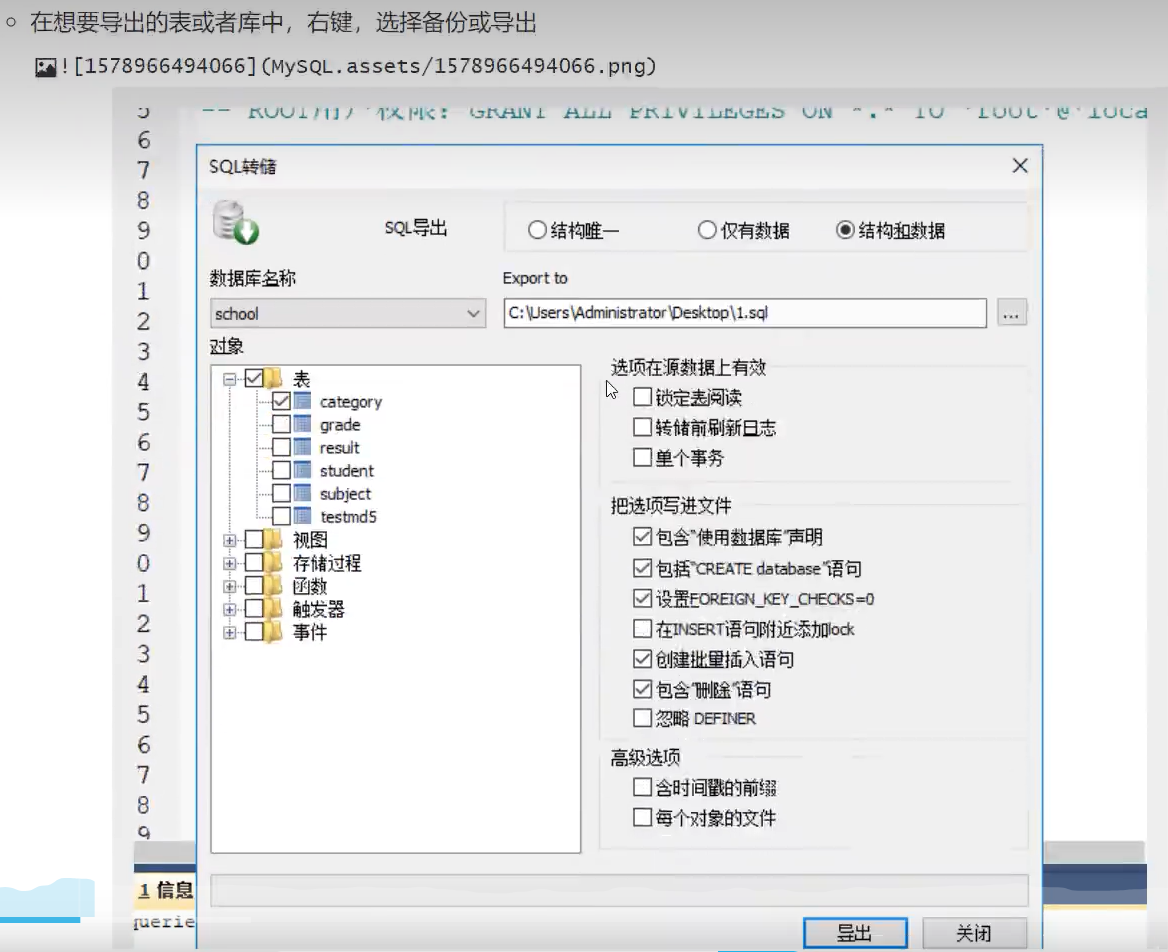 在想要导出的表或者库中，右键，选择备份或导出
![1578966494066](MySQL.assets/1578966494066.png)
5 -- ROOT用户权限: GRANT ALL PRIVILEGES ON *.* TO 'root'@'loca
6
7
8
9
0
1
2
3
4
5
6
7
8
9
0
1
2
3
4
5
6
7
8
9
SQL转储
SQL导出
结构唯一
仅有数据
结构和数据
数据库名称
Export to
school
C:\Users\Administrator\Desktop\1.sql
...
对象
表
category
grade
result
student
subject
testmd5
视图
存储过程
函数
触发器
事件
选项在源数据上有效
锁定表阅读
转储前刷新日志
单个事务
把选项写进文件
包含“使用数据库”声明
包括“CREATE database”语句
设置FOREIGN_KEY_CHECKS=0
在INSERT语句附近添加lock
创建批量插入语句
包含“删除”语句
忽略 DEFINER
高级选项
含时间戳的前缀
每个对象的文件
1 信息
querie
导出
关闭